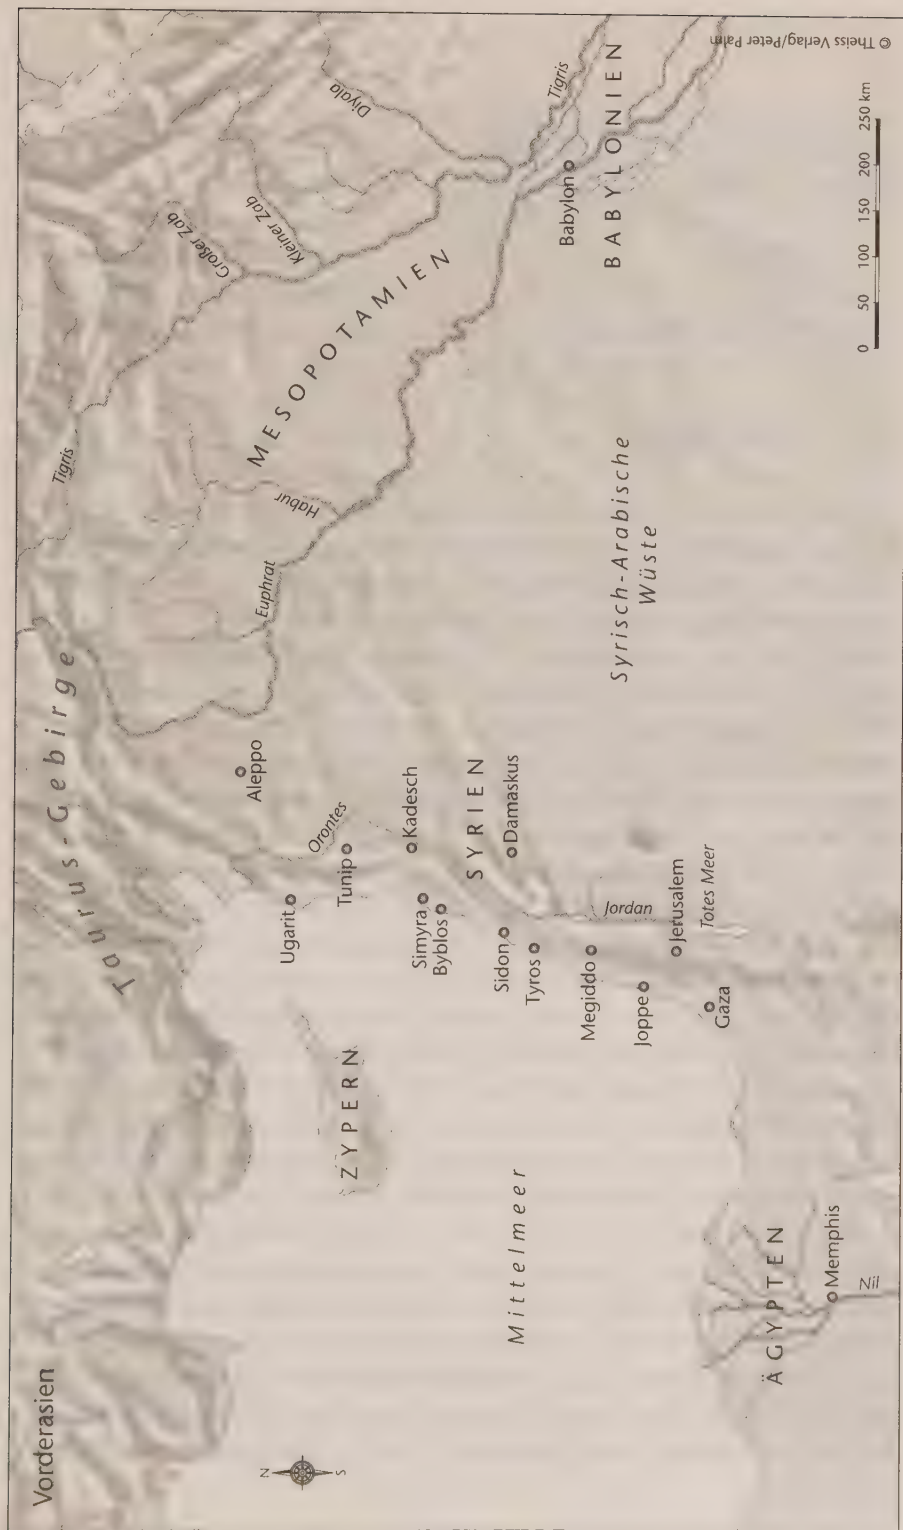 Vorderasien
N
S
Taurus-Gebirge
Tigris
Großer Zab
Kleiner Zab
Diyala
MESOPOTAMIEN
Habur
Euphrat
Aleppo
Ugarit
Orontes
Tunip
ZYPERN
Kadesch
Simyra
Byblos
SYRIEN
Sidon
Damaskus
Tyros
Mittelmeer
Megiddo
Jordan
Joppe
Jerusalem
Totes Meer
Gaza
Syrisch-Arabische
Wüste
Tigris
Babylon
BABYLONIEN
ÄGYPTEN
Memphis
Nil
0 50 100 150 200 250 km
© Theiss Verlag/Peter Palm